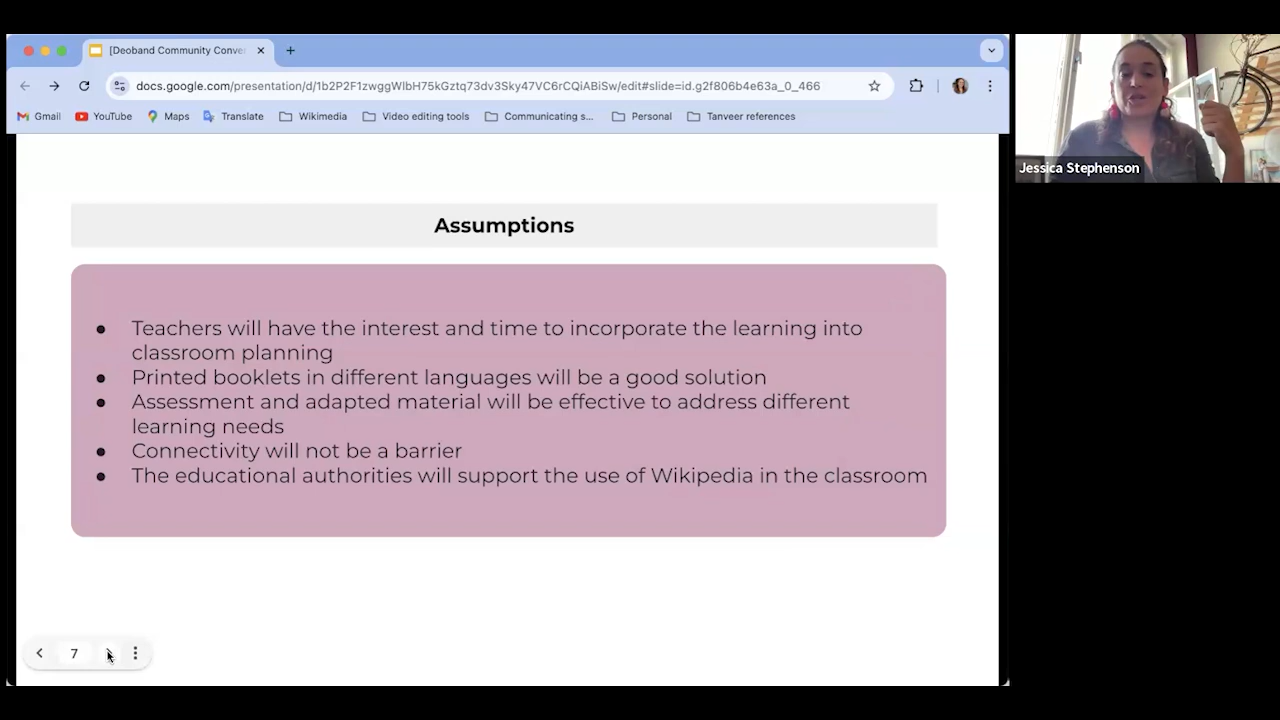 [Deoband Community Conve
docs.google.com/presentation/d/1b2P2F1zwggWlbH75kGztq73dv3Sky47VC6rCQiABiSw/edit#slide=id.g2f806b4e63a_0_466
Gmail YouTube Maps Translate Wikimedia Video editing tools Communicating s... Personal Tanveer references
Jessica Stephenson
Assumptions
● Teachers will have the interest and time to incorporate the learning into
classroom planning
● Printed booklets in different languages will be a good solution
● Assessment and adapted material will be effective to address different
learning needs
● Connectivity will not be a barrier
● The educational authorities will support the use of Wikipedia in the classroom
7